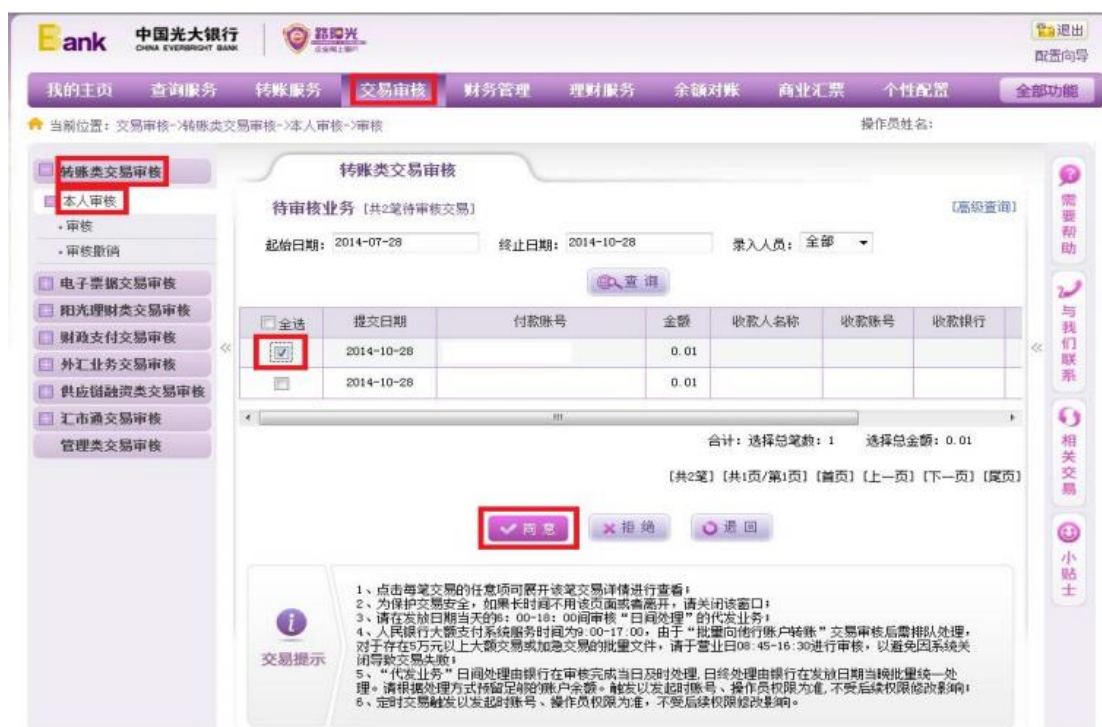 Bank 中国光大银行 CHINA EVERBRIGHT BANK 阳光 退出
配置向导
我的主页 查询服务 转账服务 交易审核 财务管理 理财服务 余额对账 商业汇票 个性配置 全部功能
当前位置：交易审核->转账类交易审核->本人审核->审核 操作员姓名：
转账类交易审核
本人审核
·审核
·审核撤消
电子票据交易审核
阳光理财类交易审核
财政支付交易审核
外汇业务交易审核
供应链融资类交易审核
汇市通交易审核
管理类交易审核
转账类交易审核
待审核业务 [共2笔待审核交易] [高级查询]
起始日期： 2014-07-28 终止日期： 2014-10-28 录入人员： 全部
查 询
全选 提交日期 付款账号 金额 收款人名称 收款账号 收款银行
2014-10-28 0.01
2014-10-28 0.01
合计：选择总笔数：1 选择总金额：0.01
[共2笔] [共1页/第1页] [首页] [上一页] [下一页] [尾页]
同 意 拒 绝 退 回
交易提示
1、点击每笔交易的任意项可展开该笔交易详情进行查看；
2、为保护交易安全，如果长时间不用该页面或者离开，请关闭该窗口；
3、请在发放日期当天的6：00-18：00间审核“日间处理”的代发业务；
4、人民银行大额支付系统服务时间为9:00-17:00，由于“批量向他行账户转账”交易审核后需排队处理，
对于存在5万元以上大额交易或加急交易的批量文件，请于营业日08:45-16:30进行审核，以避免因系统关
闭导致交易失败；
5、“代发业务”日间处理由银行在审核完成当日及时处理,日终处理由银行在发放日期当晚批量统一处
理。请根据处理方式预留足额的账户余额。触发以发起时账号、操作员权限为准,不受后续权限修改影响；
6、定时交易触发以发起时账号、操作员权限为准，不受后续权限修改影响。
需要帮助
与我们联系
相关交易
小贴士